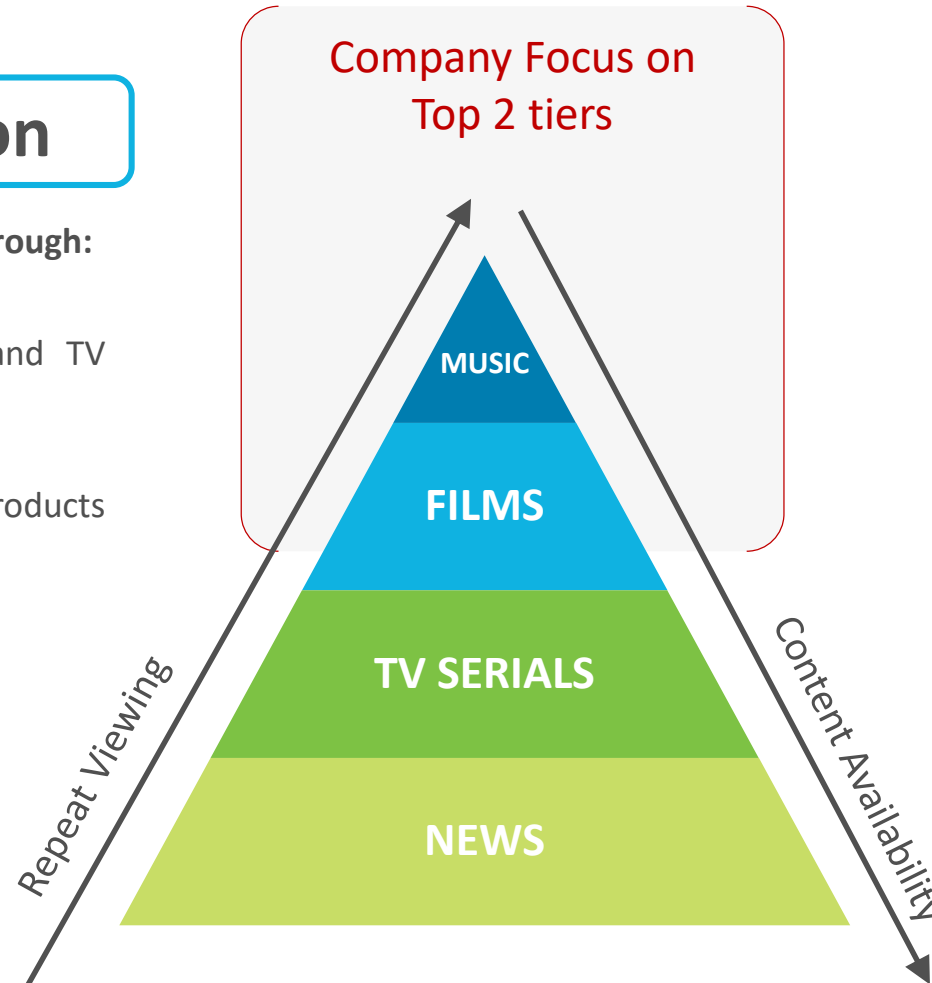 Company Focus on
Top 2 tiers
on
rough:
and TV
roducts
MUSIC
FILMS
TV SERIALS
NEWS
Repeat Viewing
Content Availability